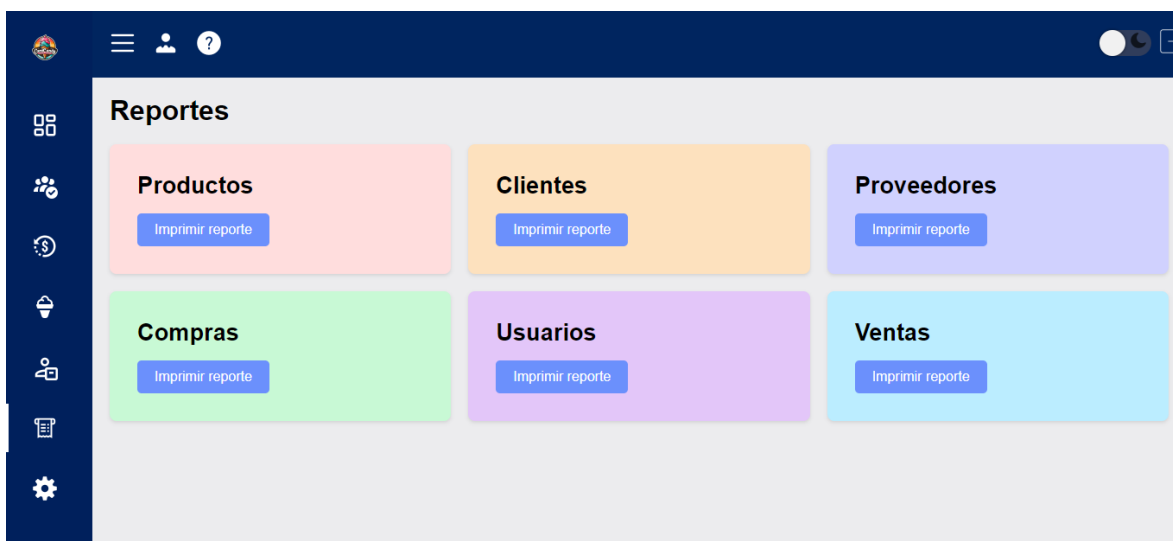 ?
Reportes
Productos
Clientes
Proveedores
Imprimir reporte
Imprimir reporte
Imprimir reporte
Compras
Usuarios
Ventas
Imprimir reporte
Imprimir reporte
Imprimir reporte